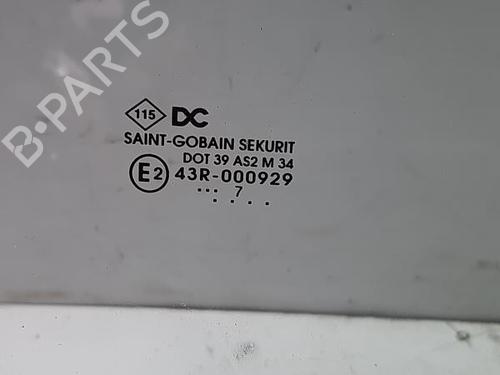 B-PARTS
115 DC
SAINT-GOBAIN SEKURIT
DOT 39 AS2 M 34
E2 43R-000929
... 7
. . . . .